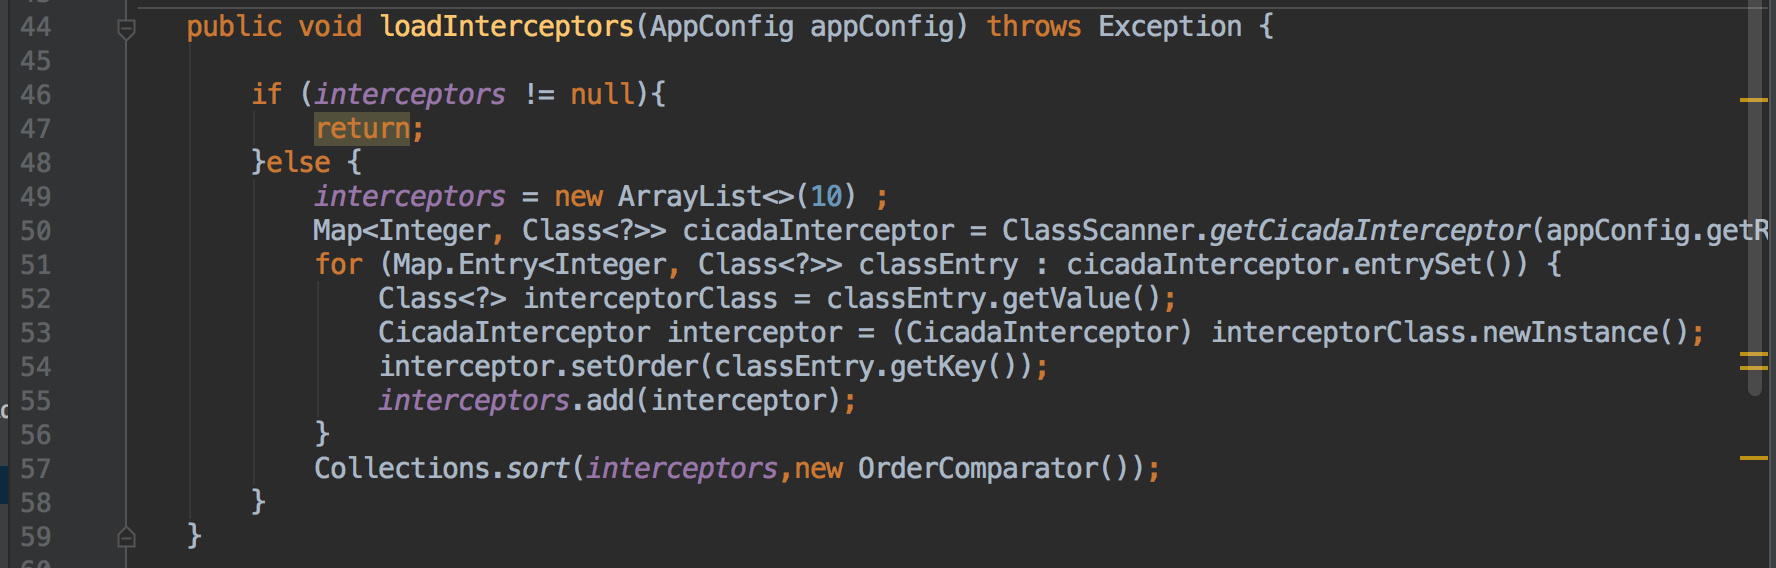 44 public void loadInterceptors(AppConfig appConfig) throws Exception {
45
46 if (interceptors != null){
47 return;
48 }else {
49 interceptors = new ArrayList<>(10) ;
50 Map<Integer, Class<?>> cicadaInterceptor = ClassScanner.getCicadaInterceptor(appConfig.getR
51 for (Map.Entry<Integer, Class<?>> classEntry : cicadaInterceptor.entrySet()) {
52 Class<?> interceptorClass = classEntry.getValue();
53 CicadaInterceptor interceptor = (CicadaInterceptor) interceptorClass.newInstance();
54 interceptor.setOrder(classEntry.getKey());
55 interceptors.add(interceptor);
56 }
57 Collections.sort(interceptors,new OrderComparator());
58 }
59 }